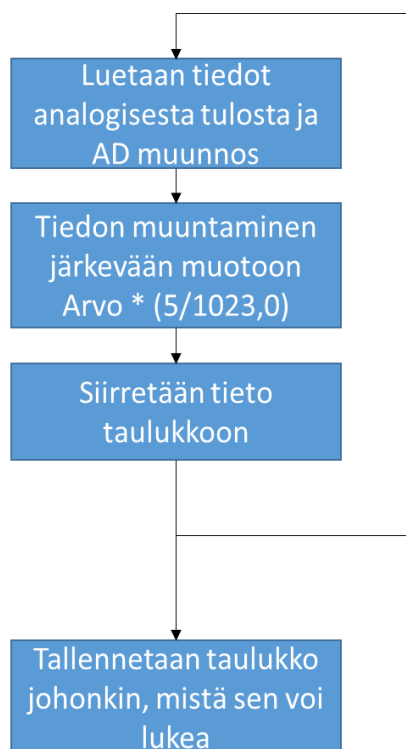 Luetaan tiedot
analogisesta tulosta ja
AD muunnos
Tiedon muuntaminen
järkevään muotoon
Arvo * (5/1023,0)
Siirretään tieto
taulukkoon
Tallennetaan taulukko
johonkin, mistä sen voi
lukea